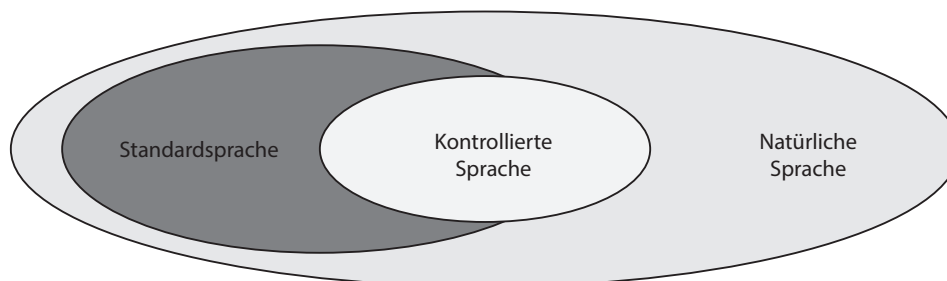 Standardsprache
Kontrollierte
Sprache
Natürliche
Sprache